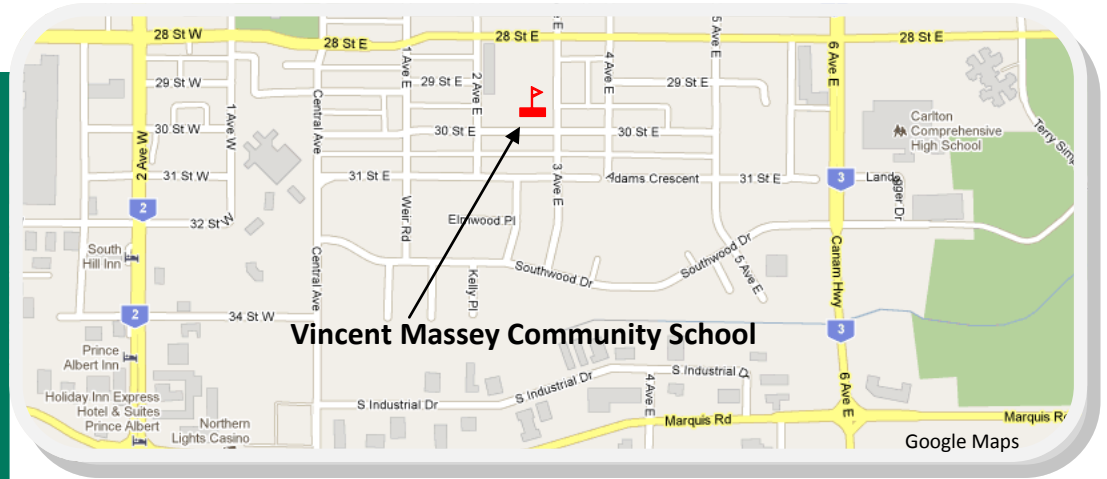 28 St W
28 St E
28 St E
28 St E
1 Ave E
2 Ave E
E
4 Ave E
5 Ave E
6 Ave E
29 St W
29 St E
29 St E
1 Ave W
Central Ave
2 Ave W
30 St W
30 St E
30 St E
Carlton
Comprehensive
High School
31 St W
31 St E
3 Ave E
Adams Crescent
31 St E
3
2
32 St W
Weir Rd
Elmwood Pl
South
Hill Inn
Central Ave
Southwood Dr
Southwood Dr
5 Ave E
Canam Hwy
Kelly Pl
2
34 St W
3
Vincent Massey Community School
Prince
Albert Inn
Holiday Inn Express
Hotel & Suites
Prince Albert
Northern
Lights Casino
S Industrial Dr
S Industrial Dr
S Industrial
4 Ave E
6 Ave E
Marquis Rd
Marquis
Google Maps